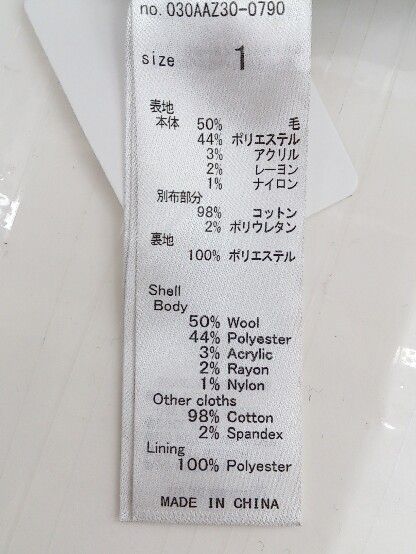 no. 030AAZ30-0790
size 1
表地
本体 50% 毛
44% ポリエステル
3% アクリル
2% レーヨン
1% ナイロン
別布部分
98% コットン
2% ポリウレタン
裏地
100% ポリエステル
Shell
Body
50% Wool
44% Polyester
3% Acrylic
2% Rayon
1% Nylon
Other cloths
98% Cotton
2% Spandex
Lining
100% Polyester
MADE IN CHINA